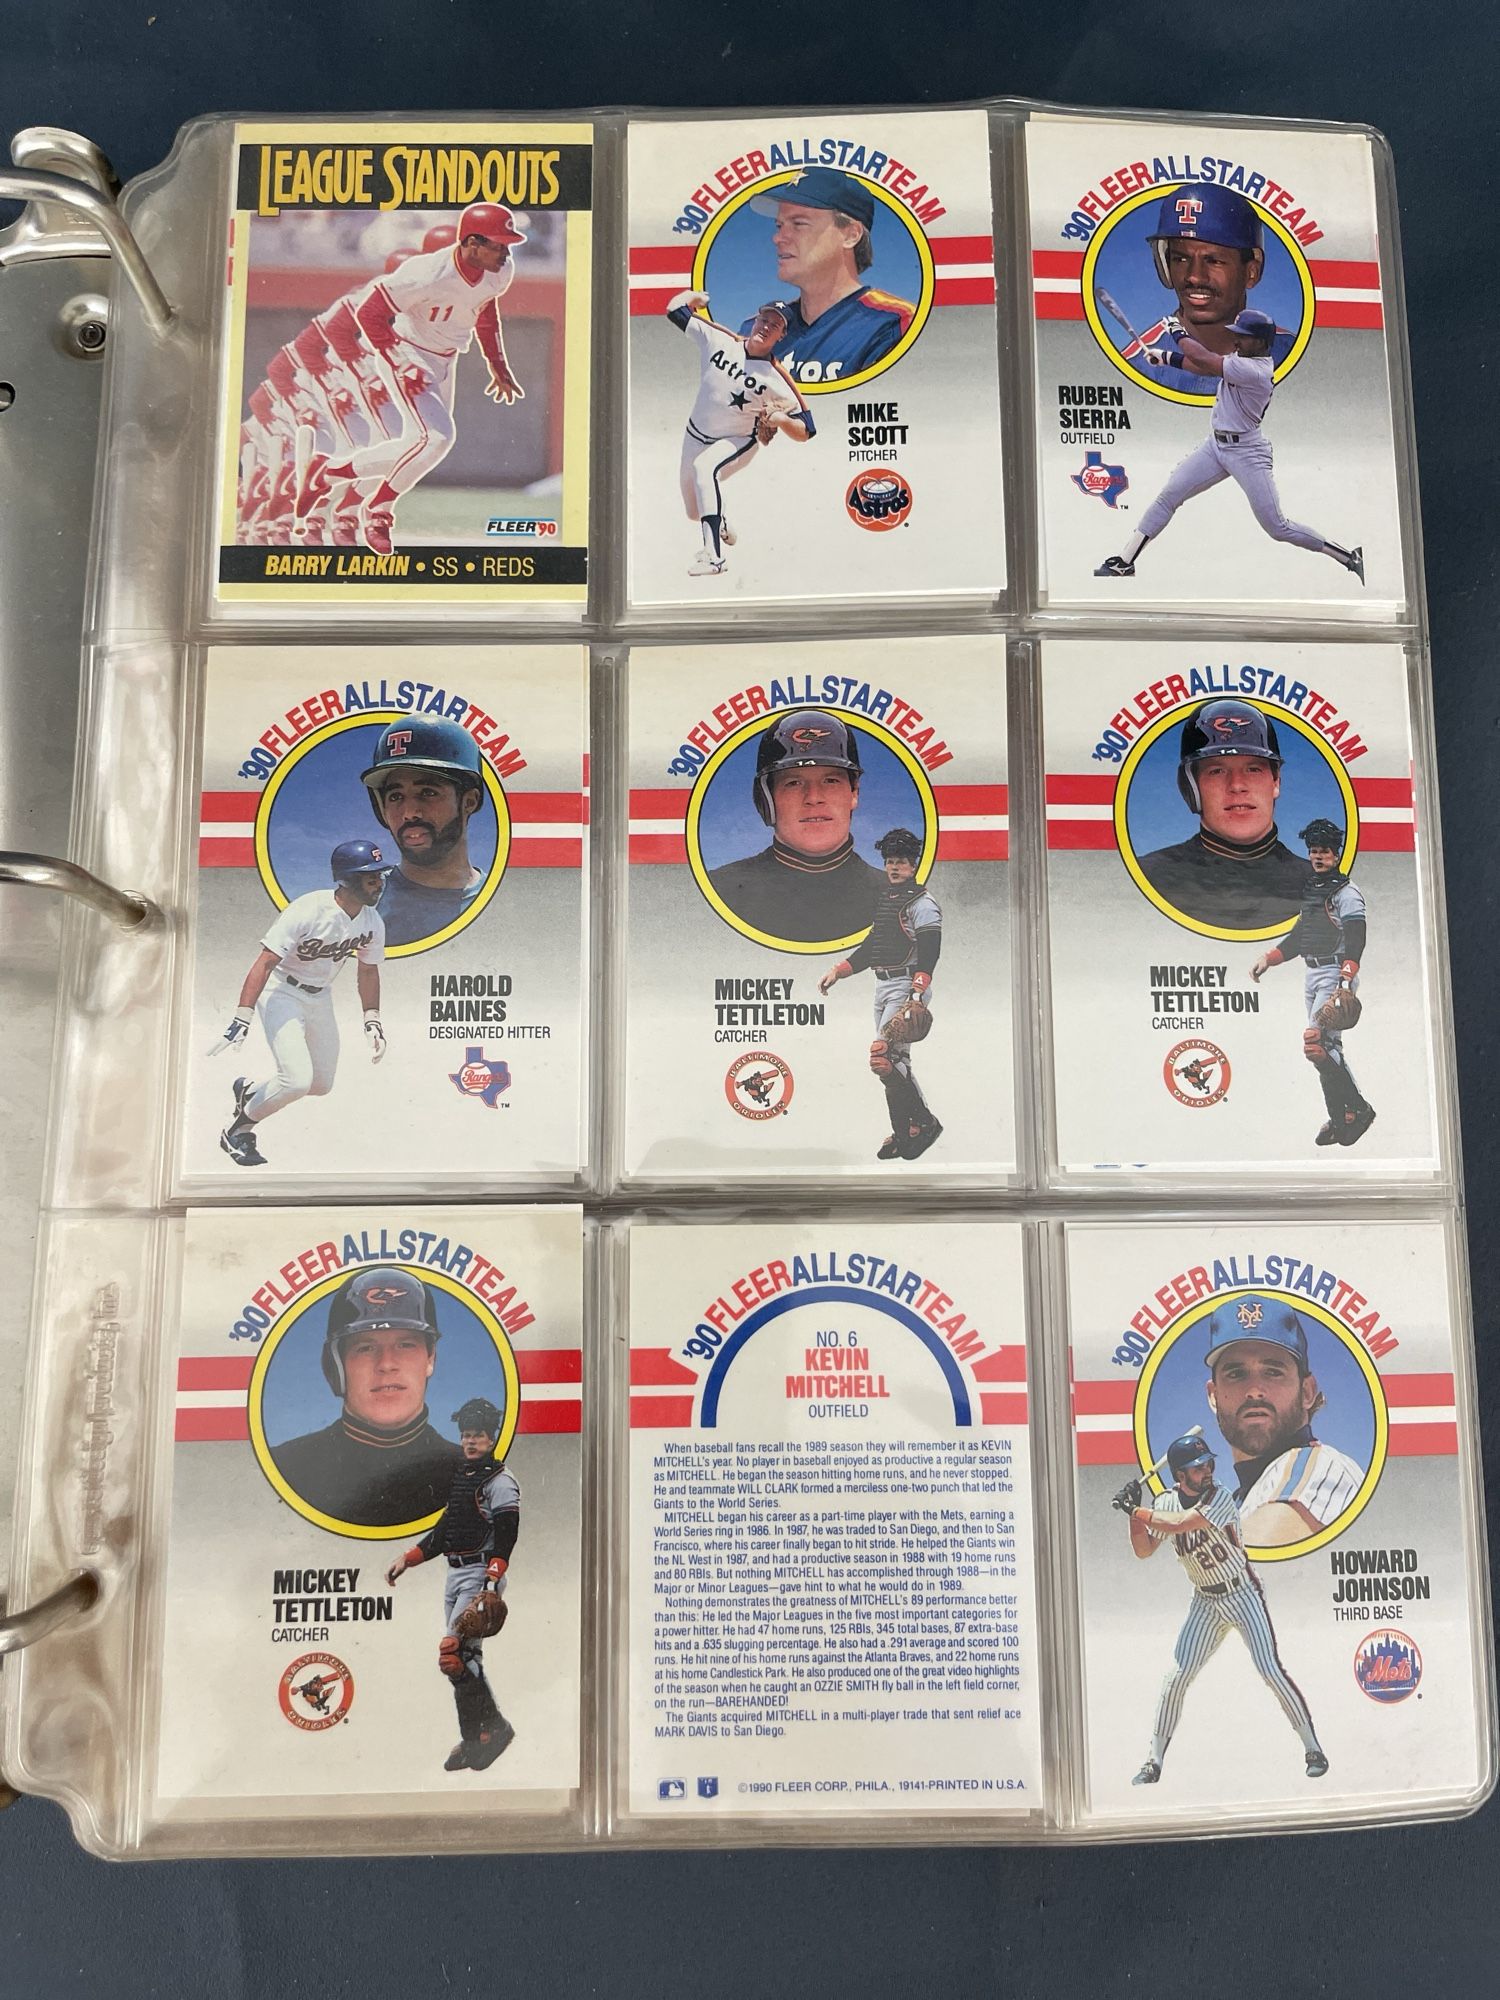 LEAGUE STANDOUTS
11
FLEER '90
BARRY LARKIN • SS • REDS
'90 FLEER ALL STAR TEAM
Astros
MIKE
SCOTT
PITCHER
Astros
'90 FLEER ALL STAR TEAM
T
RUBEN
SIERRA
OUTFIELD
Rangers
TM
'90 FLEER ALL STAR TEAM
T
Rangers
HAROLD
BAINES
DESIGNATED HITTER
Rangers
TM
'90 FLEER ALL STAR TEAM
14
MICKEY
TETTLETON
CATCHER
BALTIMORE
ORIOLES
'90 FLEER ALL STAR TEAM
14
MICKEY
TETTLETON
CATCHER
BALTIMORE
ORIOLES
'90 FLEER ALL STAR TEAM
14
MICKEY
TETTLETON
CATCHER
BALTIMORE
ORIOLES
'90 FLEER ALL STAR TEAM
NO. 6
KEVIN
MITCHELL
OUTFIELD
When baseball fans recall the 1989 season they will remember it as KEVIN
MITCHELL's year. No player in baseball enjoyed as productive a regular season
as MITCHELL. He began the season hitting home runs, and he never stopped.
He and teammate WILL CLARK formed a merciless one-two punch that led the
Giants to the World Series.
MITCHELL began his career as a part-time player with the Mets, earning a
World Series ring in 1986. In 1987, he was traded to San Diego, and then to San
Francisco, where his career finally began to hit stride. He helped the Giants win
the NL West in 1987, and had a productive season in 1988 with 19 home runs
and 80 RBIs. But nothing MITCHELL has accomplished through 1988—in the
Major or Minor Leagues—gave hint to what he would do in 1989.
Nothing demonstrates the greatness of MITCHELL's 89 performance better
than this: He led the Major Leagues in the five most important categories for
a power hitter. He had 47 home runs, 125 RBIs, 345 total bases, 87 extra-base
hits and a .635 slugging percentage. He also had a .291 average and scored 100
runs. He hit nine of his home runs against the Atlanta Braves, and 22 home runs
at his home Candlestick Park. He also produced one of the great video highlights
of the season when he caught an OZZIE SMITH fly ball in the left field corner,
on the run—BAREHANDED!
The Giants acquired MITCHELL in a multi-player trade that sent relief ace
MARK DAVIS to San Diego.
©1990 FLEER CORP., PHILA., 19141-PRINTED IN U.S.A.
'90 FLEER ALL STAR TEAM
NY
Mets
20
HOWARD
JOHNSON
THIRD BASE
Mets